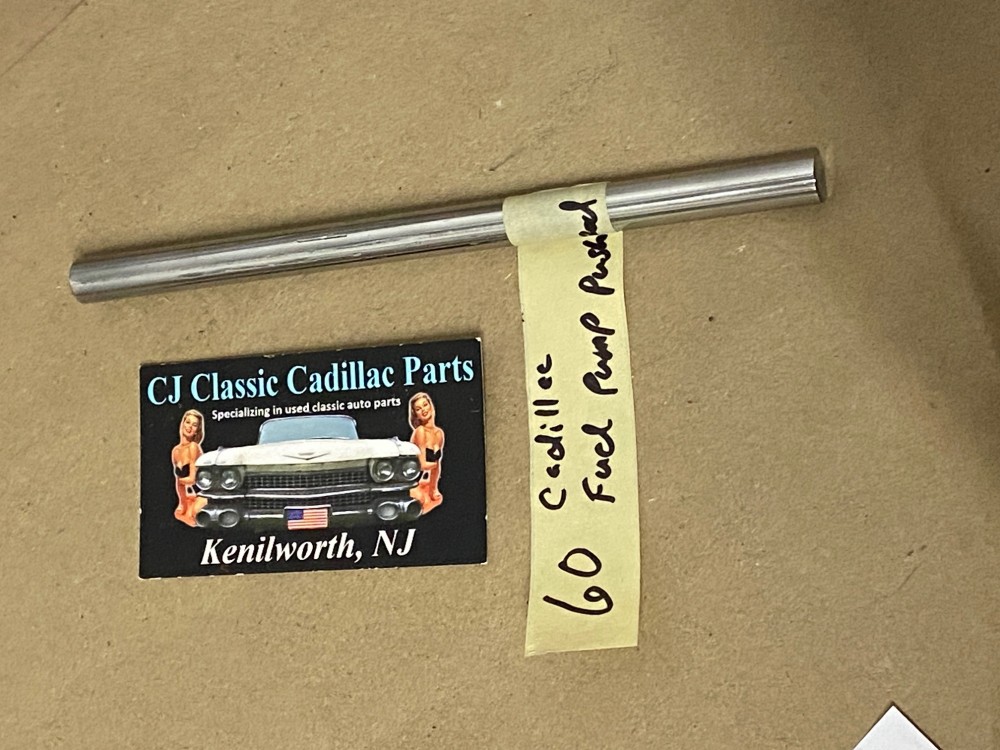 CJ Classic Cadillac Parts
Specializing in used classic auto parts
Kenilworth, NJ
60 Cadillac
Fuel Pump Pushrod